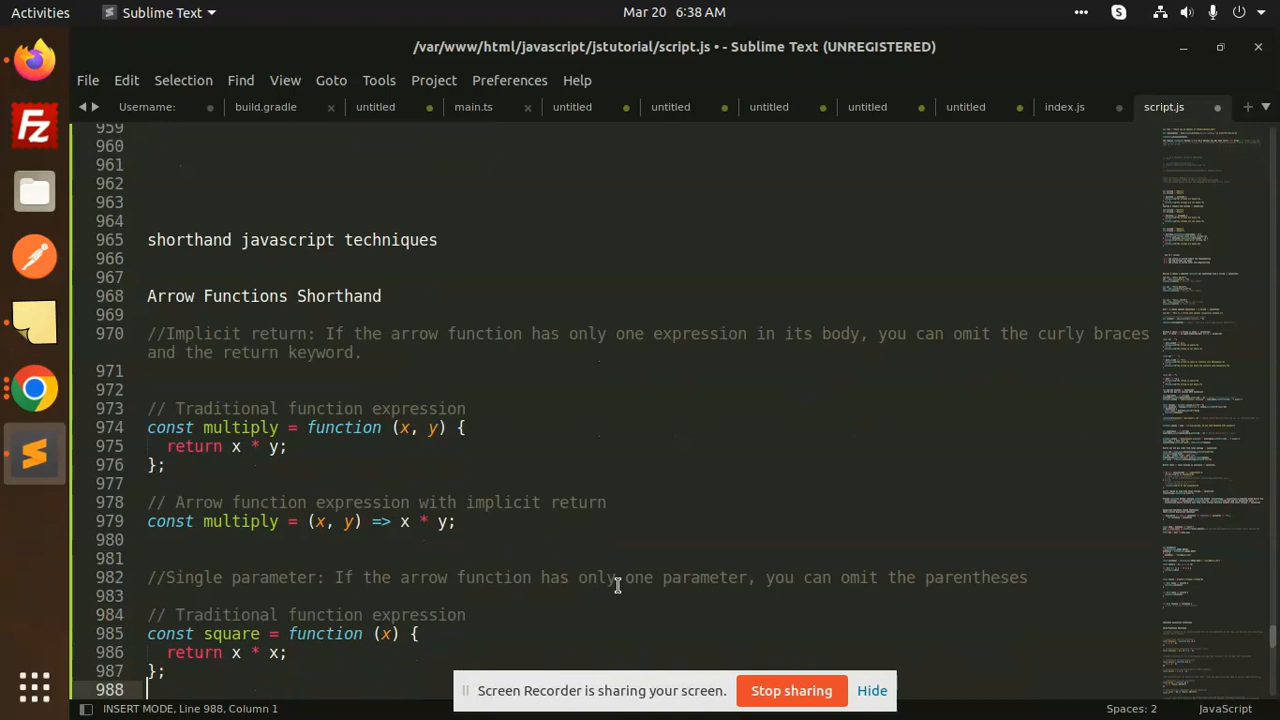 Activities
Sublime Text
Mar 20 6:38 AM
/var/www/html/javascript/jstutorial/script.js • - Sublime Text (UNREGISTERED)
File Edit Selection Find View Goto Tools Project Preferences Help
Username: build.gradle untitled main.ts untitled untitled untitled untitled untitled index.js script.js
959
960
961
962
963
964
965 shorthand javascript techniques
966
967
968 Arrow Functions Shorthand
969
970 //Implicit return: If the arrow function has only one expression in its body, you can omit the curly braces
and the return keyword.
971
972
973 // Traditional function expression
974 const multiply = function (x, y) {
975 return x * y;
976 };
977
978 // Arrow function expression with implicit return
979 const multiply = (x, y) => x * y;
980
981
982 //Single parameter: If the arrow function has only one parameter, you can omit the parentheses
983
984 // Traditional function expression
985 const square = function (x) {
986 return x * x;
987 };
988
Screen Recorder is sharing your screen. Stop sharing Hide
INSERT MODE, Line 988, Column 1
Spaces: 2
JavaScript